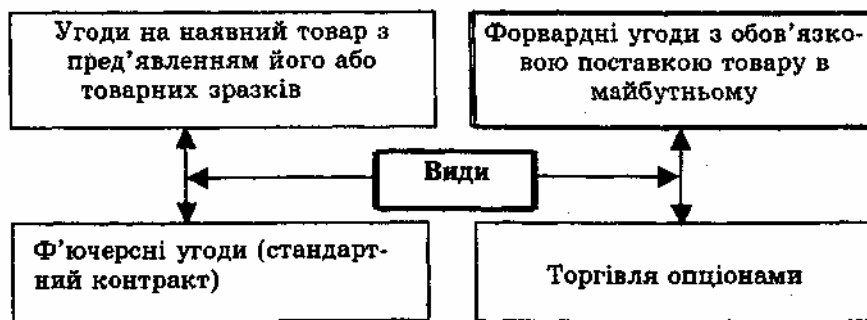 Угоди на наявний товар з
пред'явленням його або
товарних зразків
Форвардні угоди з обов'язко-
вою поставкою товару в
майбутньому
Види
Ф'ючерсні угоди (стандарт-
ний контракт)
Торгівля опціонами